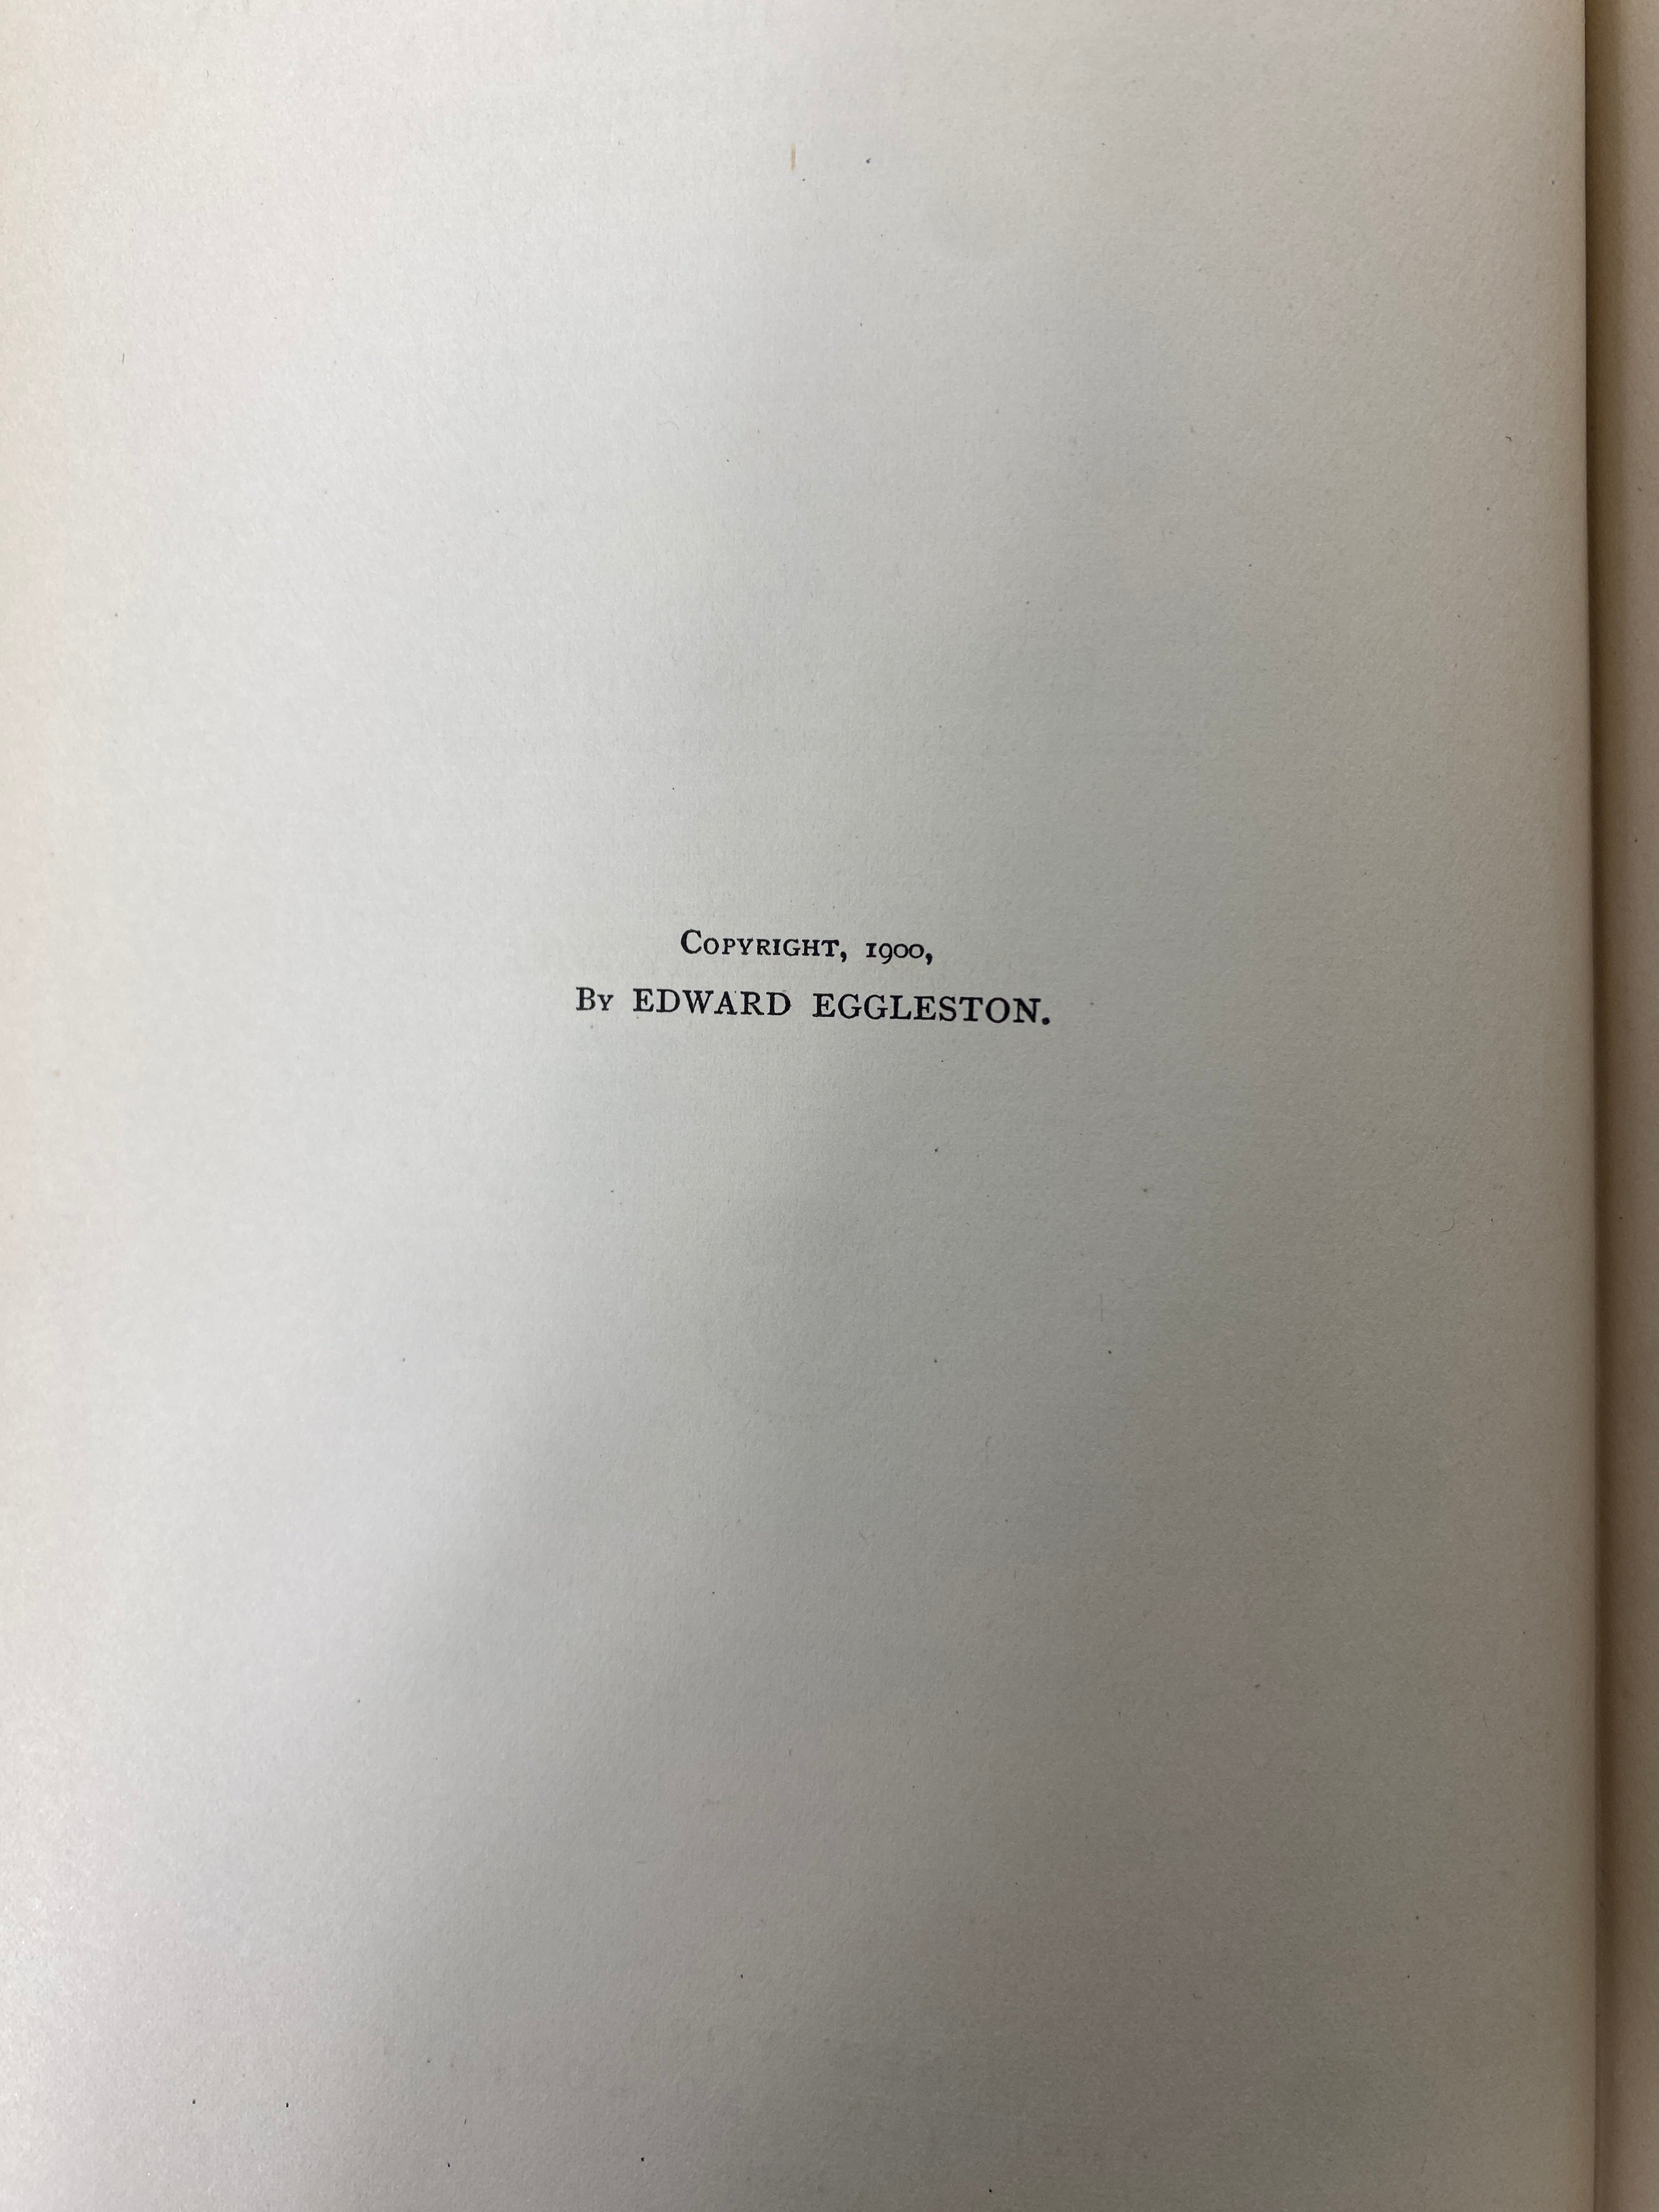 Copyright, 1900,
By EDWARD EGGLESTON.